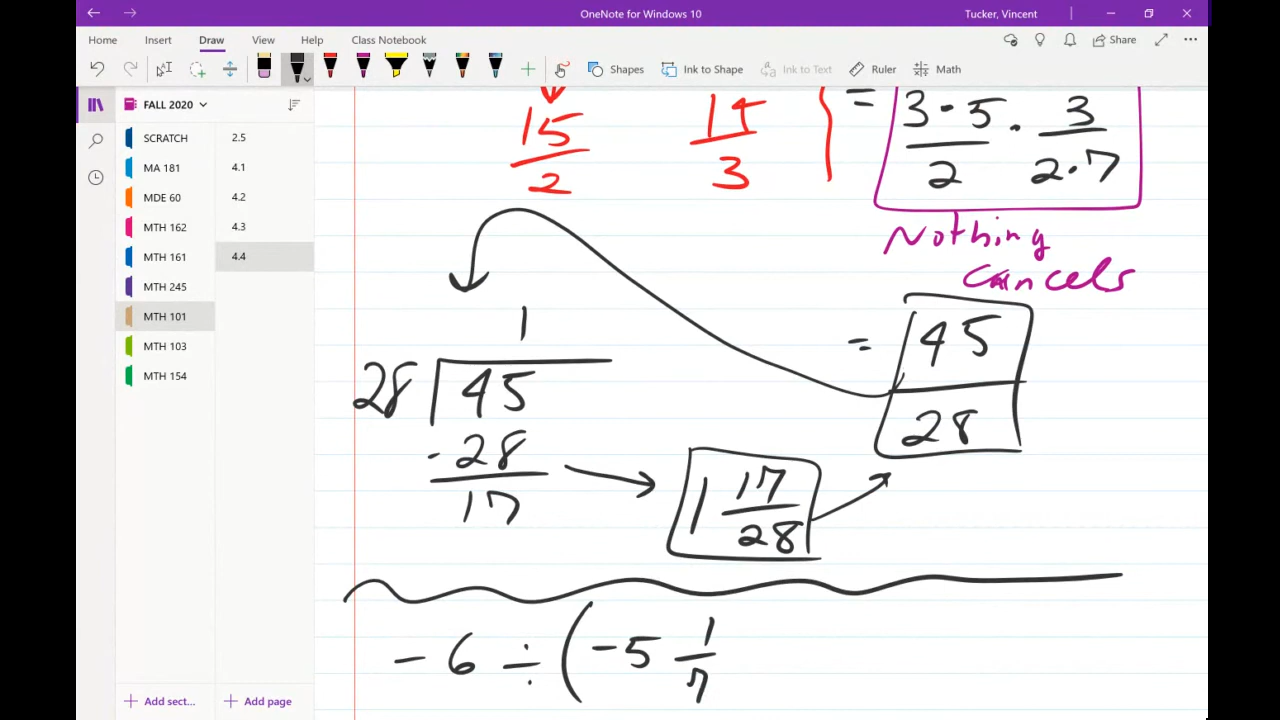 OneNote for Windows 10
Tucker, Vincent
Home Insert Draw View Help Class Notebook
Share
Shapes Ink to Shape Ink to Text Ruler Math
FALL 2020
SCRATCH
MA 181
MDE 60
MTH 162
MTH 161
MTH 245
MTH 101
MTH 103
MTH 154
2.5
4.1
4.2
4.3
4.4
Add sect...
Add page
15/2
15/3
= 3·5/2 · 3/2·7
Nothing
Cancels
= 45/28
1
28 45
-28
17
1 17/28
-6 ÷ (-5 1/7